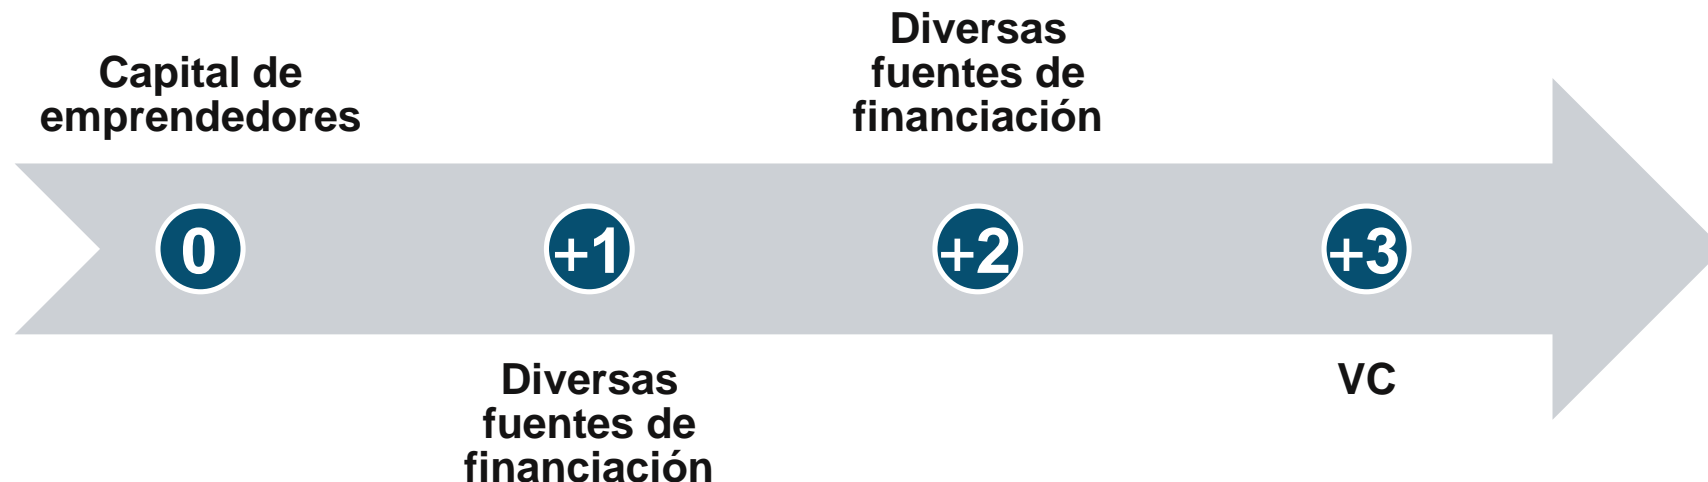 Capital de
emprendedores
Diversas
fuentes de
financiación
0
+1
+2
+3
Diversas
fuentes de
financiación
VC